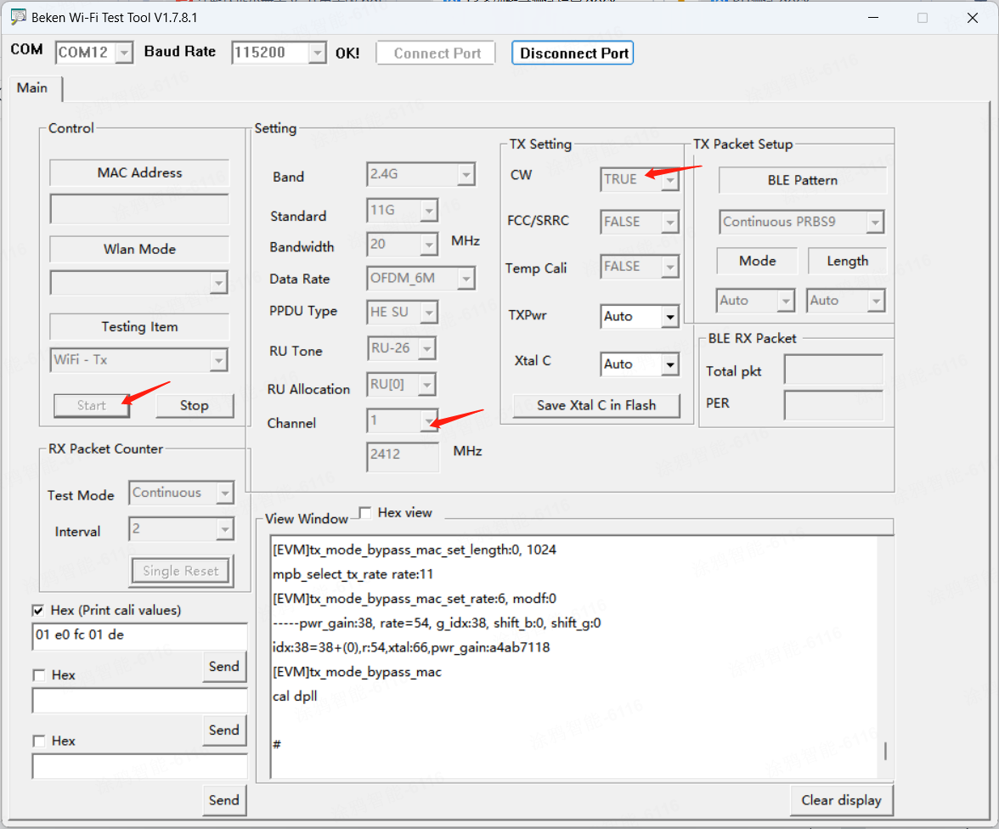 Beken Wi-Fi Test Tool V1.7.8.1
COM COM12 Baud Rate 115200 OK! Connect Port Disconnect Port
Main
Control
MAC Address
Wlan Mode
Testing Item
WiFi - Tx
Start Stop
Setting
Band 2.4G
Standard 11G
Bandwidth 20 MHz
Data Rate OFDM_6M
PPDU Type HE SU
RU Tone RU-26
RU Allocation RU[0]
Channel 1
2412 MHz
TX Setting
CW TRUE
FCC/SRRC FALSE
Temp Cali FALSE
TXPwr Auto
Xtal C Auto
Save Xtal C in Flash
TX Packet Setup
BLE Pattern
Continuous PRBS9
Mode Length
Auto Auto
BLE RX Packet
Total pkt
PER
RX Packet Counter
Test Mode Continuous
Interval 2
Single Reset
Hex (Print cali values)
01 e0 fc 01 de
Send
Hex
Send
Hex
Send
View Window Hex view
[EVM]tx_mode_bypass_mac_set_length:0, 1024
mpb_select_tx_rate rate:11
[EVM]tx_mode_bypass_mac_set_rate:6, modf:0
-----pwr_gain:38, rate=54, g_idx:38, shift_b:0, shift_g:0
idx:38=38+(0),r:54,xtal:66,pwr_gain:a4ab7118
[EVM]tx_mode_bypass_mac
cal dpll
#
Clear display